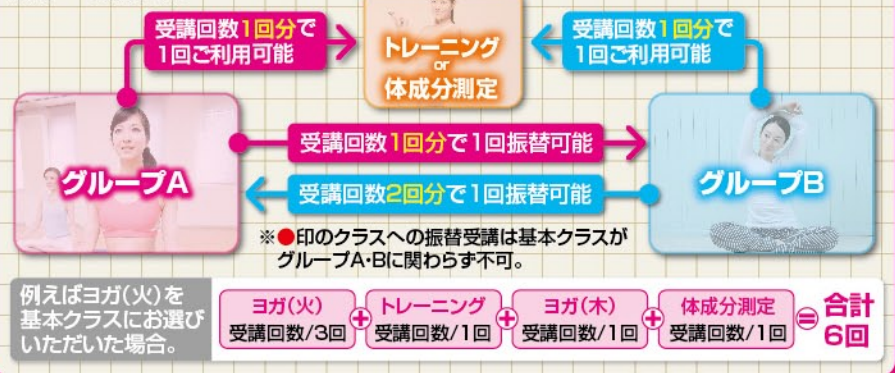 受講回数1回分で
1回ご利用可能
トレーニング
or
体成分測定
受講回数1回分で
1回ご利用可能
グループA
受講回数1回分で1回振替可能
受講回数2回分で1回振替可能
グループB
※●印のクラスへの振替受講は基本クラスが
グループA・Bに関わらず不可。
例えばヨガ(火)を
基本クラスにお選び
いただいた場合。
ヨガ(火)
受講回数/3回
+
トレーニング
受講回数/1回
+
ヨガ(木)
受講回数/1回
+
体成分測定
受講回数/1回
=
合計
6回